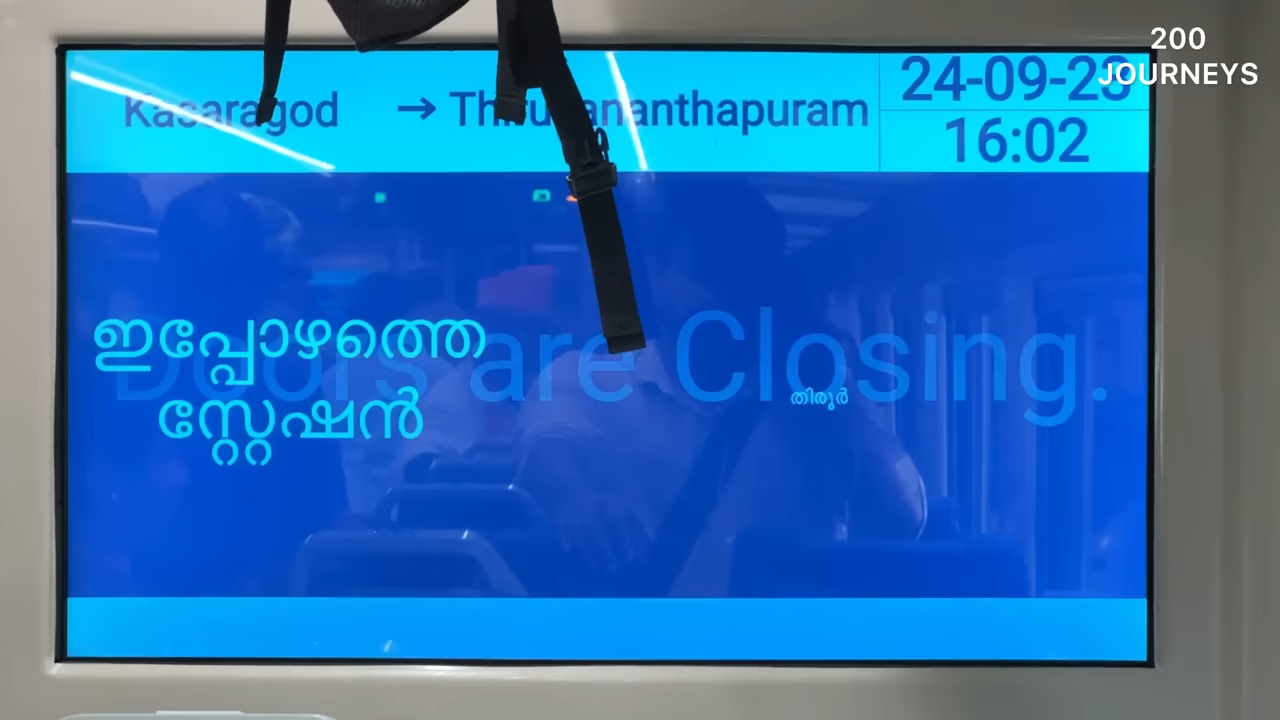 200
JOURNEYS
Kasaragod → Thiruvananthapuram
24-09-23
16:02
ഇപ്പോഴത്തെ
സ്റ്റേഷൻ
Doors are Closing.
തിരൂർ